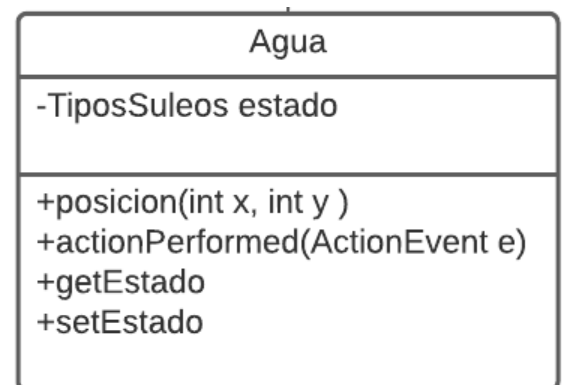 Agua
-TiposSuleos estado
+posicion(int x, int y )
+actionPerformed(ActionEvent e)
+getEstado
+setEstado